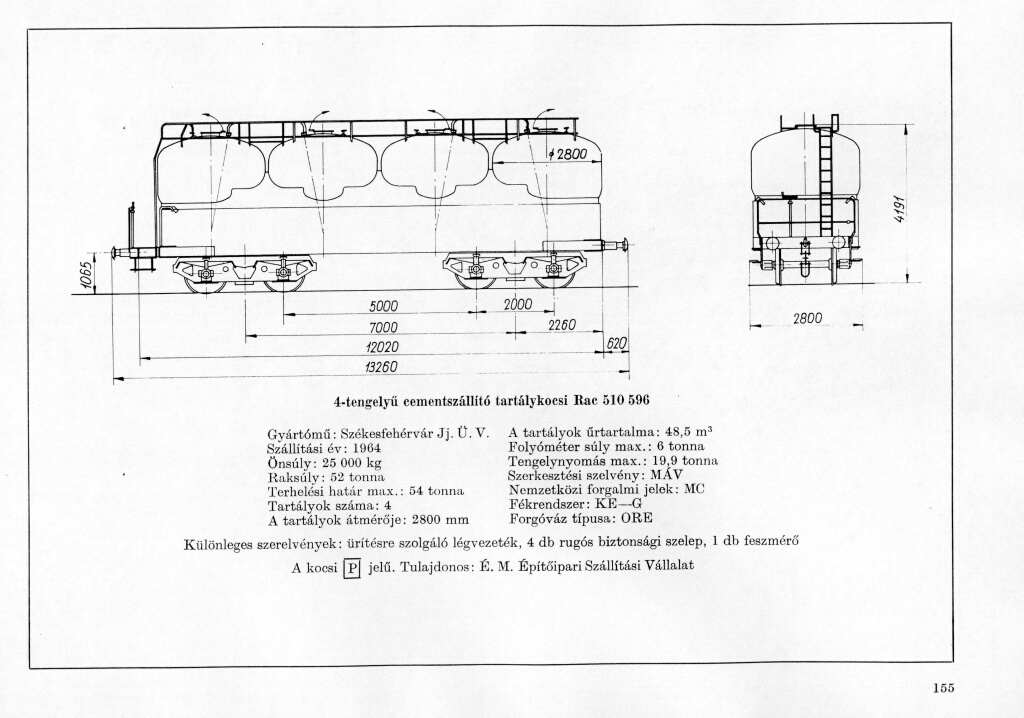 ⌀ 2800
4191
1065
5000
2000
7000
2260
12020
620
13260
2800
4-tengelyű cementszállító tartálykocsi Rac 510 596
Gyártómű: Székesfehérvár Jj. Ü. V.
Szállítási év: 1964
Önsúly: 25 000 kg
Raksúly: 52 tonna
Terhelési határ max.: 54 tonna
Tartályok száma: 4
A tartályok átmérője: 2800 mm
A tartályok űrtartalma: 48,5 m³
Folyóméter súly max.: 6 tonna
Tengelynyomás max.: 19,9 tonna
Szerkesztési szelvény: MÁV
Nemzetközi forgalmi jelek: MC
Fékrendszer: KE—G
Forgóváz típusa: ORE
Különleges szerelvények: ürítésre szolgáló légvezeték, 4 db rugós biztonsági szelep, 1 db feszmérő
A kocsi P jelű. Tulajdonos: É. M. Építőipari Szállítási Vállalat
155